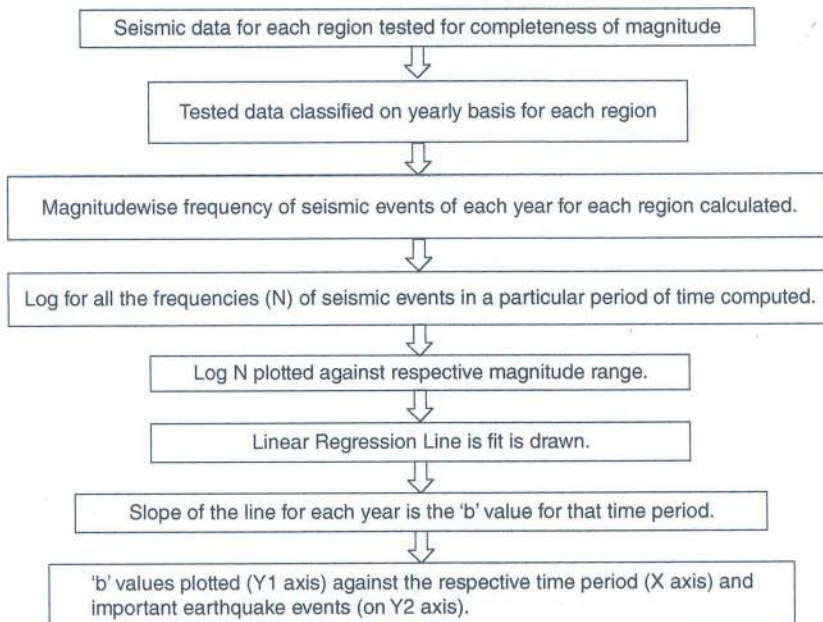 Seismic data for each region tested for completeness of magnitude
Tested data classified on yearly basis for each region
Magnitudewise frequency of seismic events of each year for each region calculated.
Log for all the frequencies (N) of seismic events in a particular period of time computed.
Log N plotted against respective magnitude range.
Linear Regression Line is fit is drawn.
Slope of the line for each year is the ‘b’ value for that time period.
‘b’ values plotted (Y1 axis) against the respective time period (X axis) and
important earthquake events (on Y2 axis).